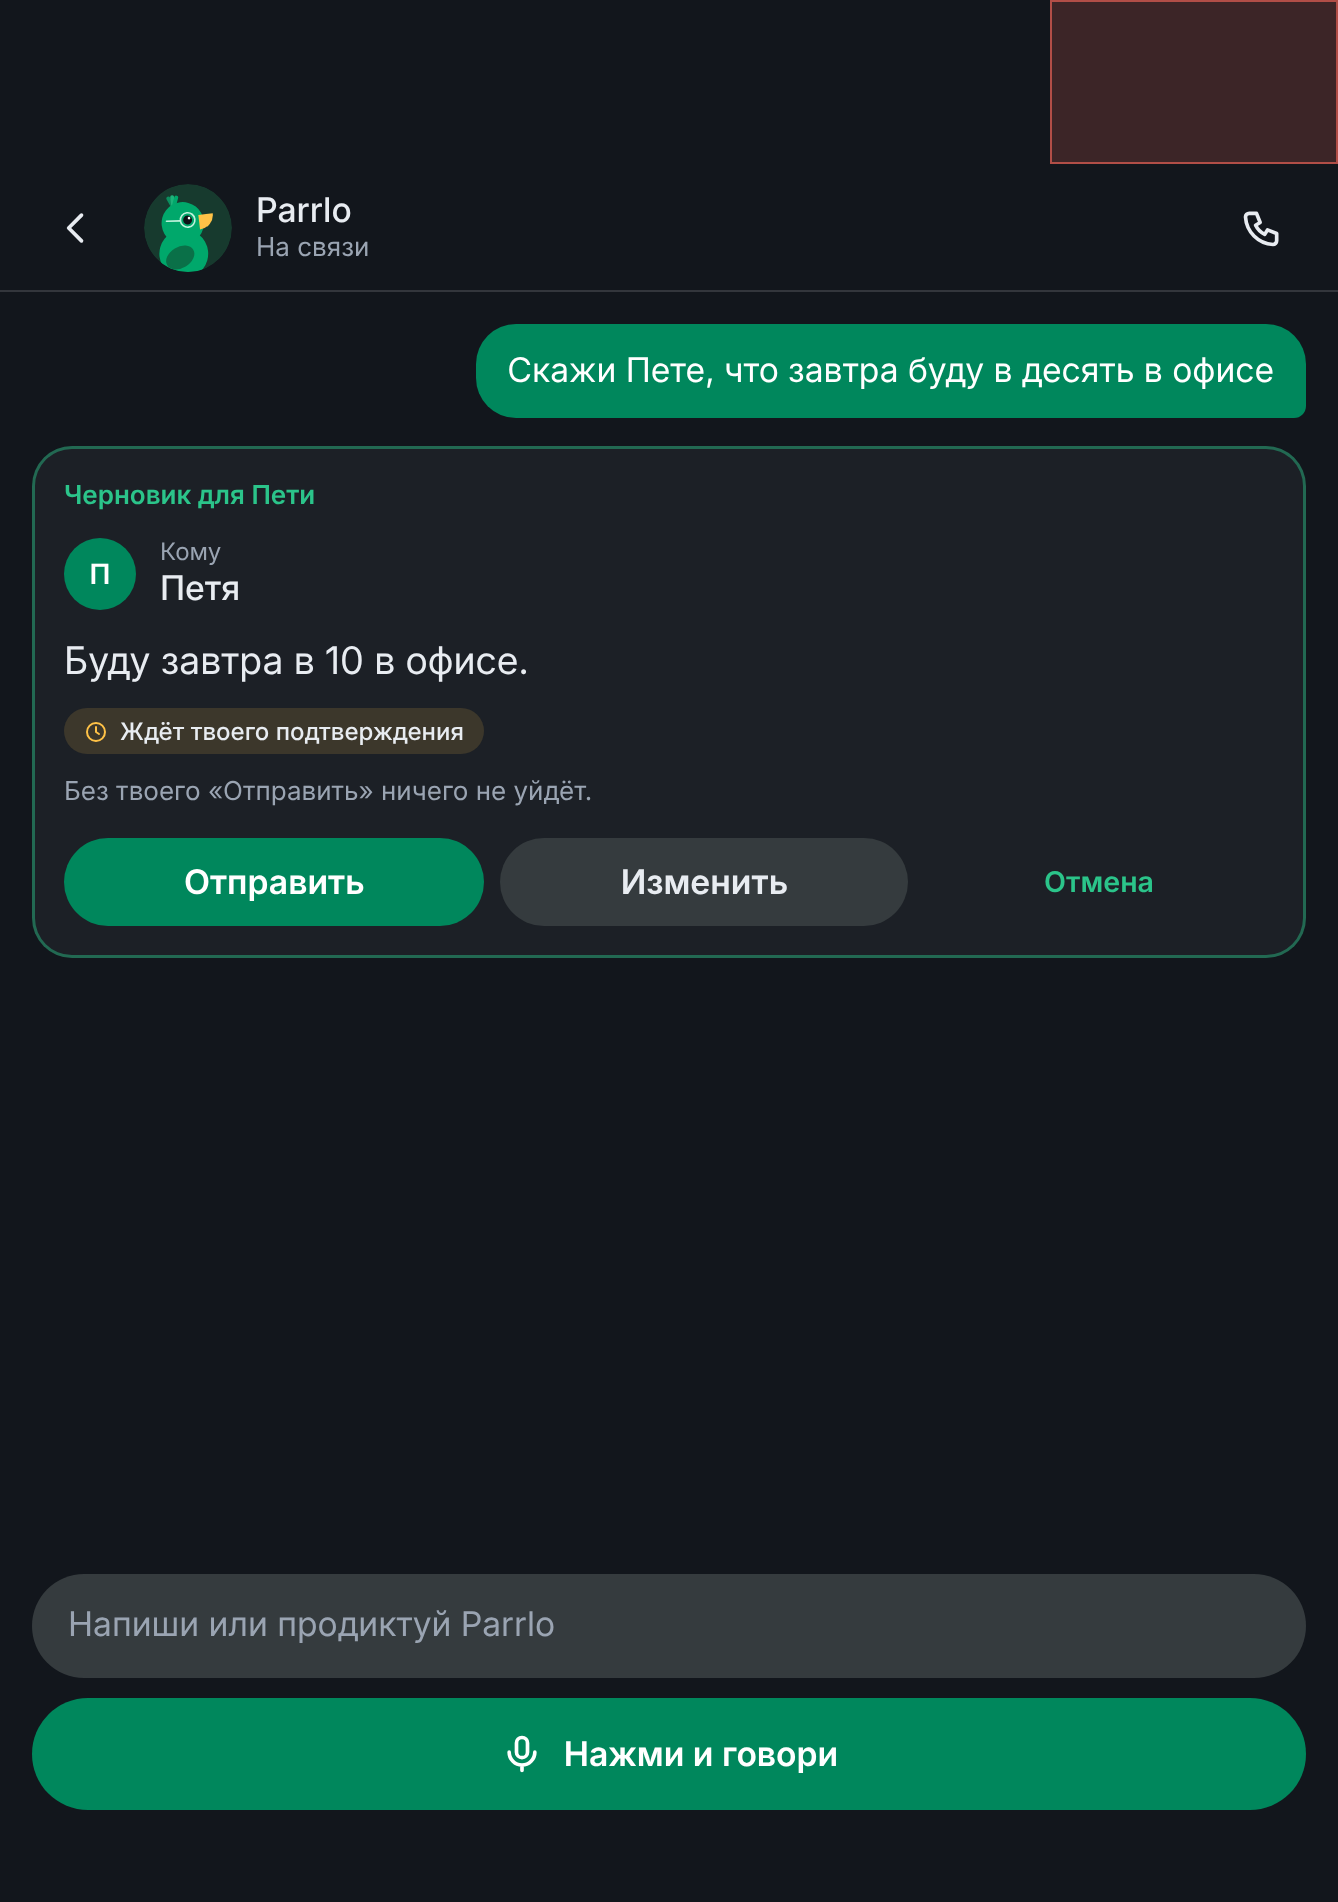 Parrlo
На связи
Скажи Пете, что завтра буду в десять в офисе
Черновик для Пети
П
Кому
Петя
Буду завтра в 10 в офисе.
Ждёт твоего подтверждения
Без твоего «Отправить» ничего не уйдёт.
Отправить
Изменить
Отмена
Напиши или продиктуй Parrlo
Нажми и говори